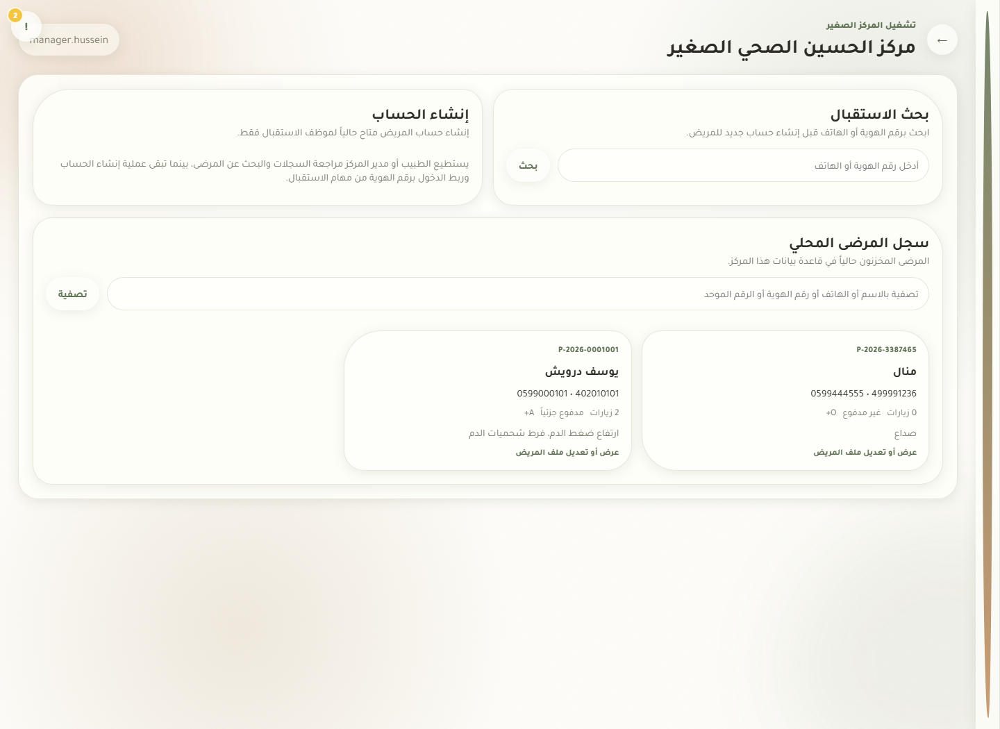 تشغيل المركز الصغير
←
مركز الحسين الصحي الصغير
2
!
manager.hussein
بحث الاستقبال
ابحث برقم الهوية أو الهاتف قبل إنشاء حساب جديد للمريض.
أدخل رقم الهوية أو الهاتف
بحث
إنشاء الحساب
إنشاء حساب المريض متاح حالياً لموظف الاستقبال فقط.
يستطيع الطبيب أو مدير المركز مراجعة السجلات والبحث عن المرضى، بينما تبقى عملية إنشاء الحساب
وربط الدخول برقم الهوية من مهام الاستقبال.
سجل المرضى المحلي
المرضى المخزنون حالياً في قاعدة بيانات هذا المركز.
تصفية بالاسم أو الهاتف أو رقم الهوية أو الرقم الموحد
تصفية
P-2026-3387465
منال
499991236 • 0599444555
0 زيارات غير مدفوع O+
صداع
عرض أو تعديل ملف المريض
P-2026-0001001
يوسف درويش
402010101 • 0599000101
2 زيارات مدفوع جزئياً A+
ارتفاع ضغط الدم، فرط شحميات الدم
عرض أو تعديل ملف المريض